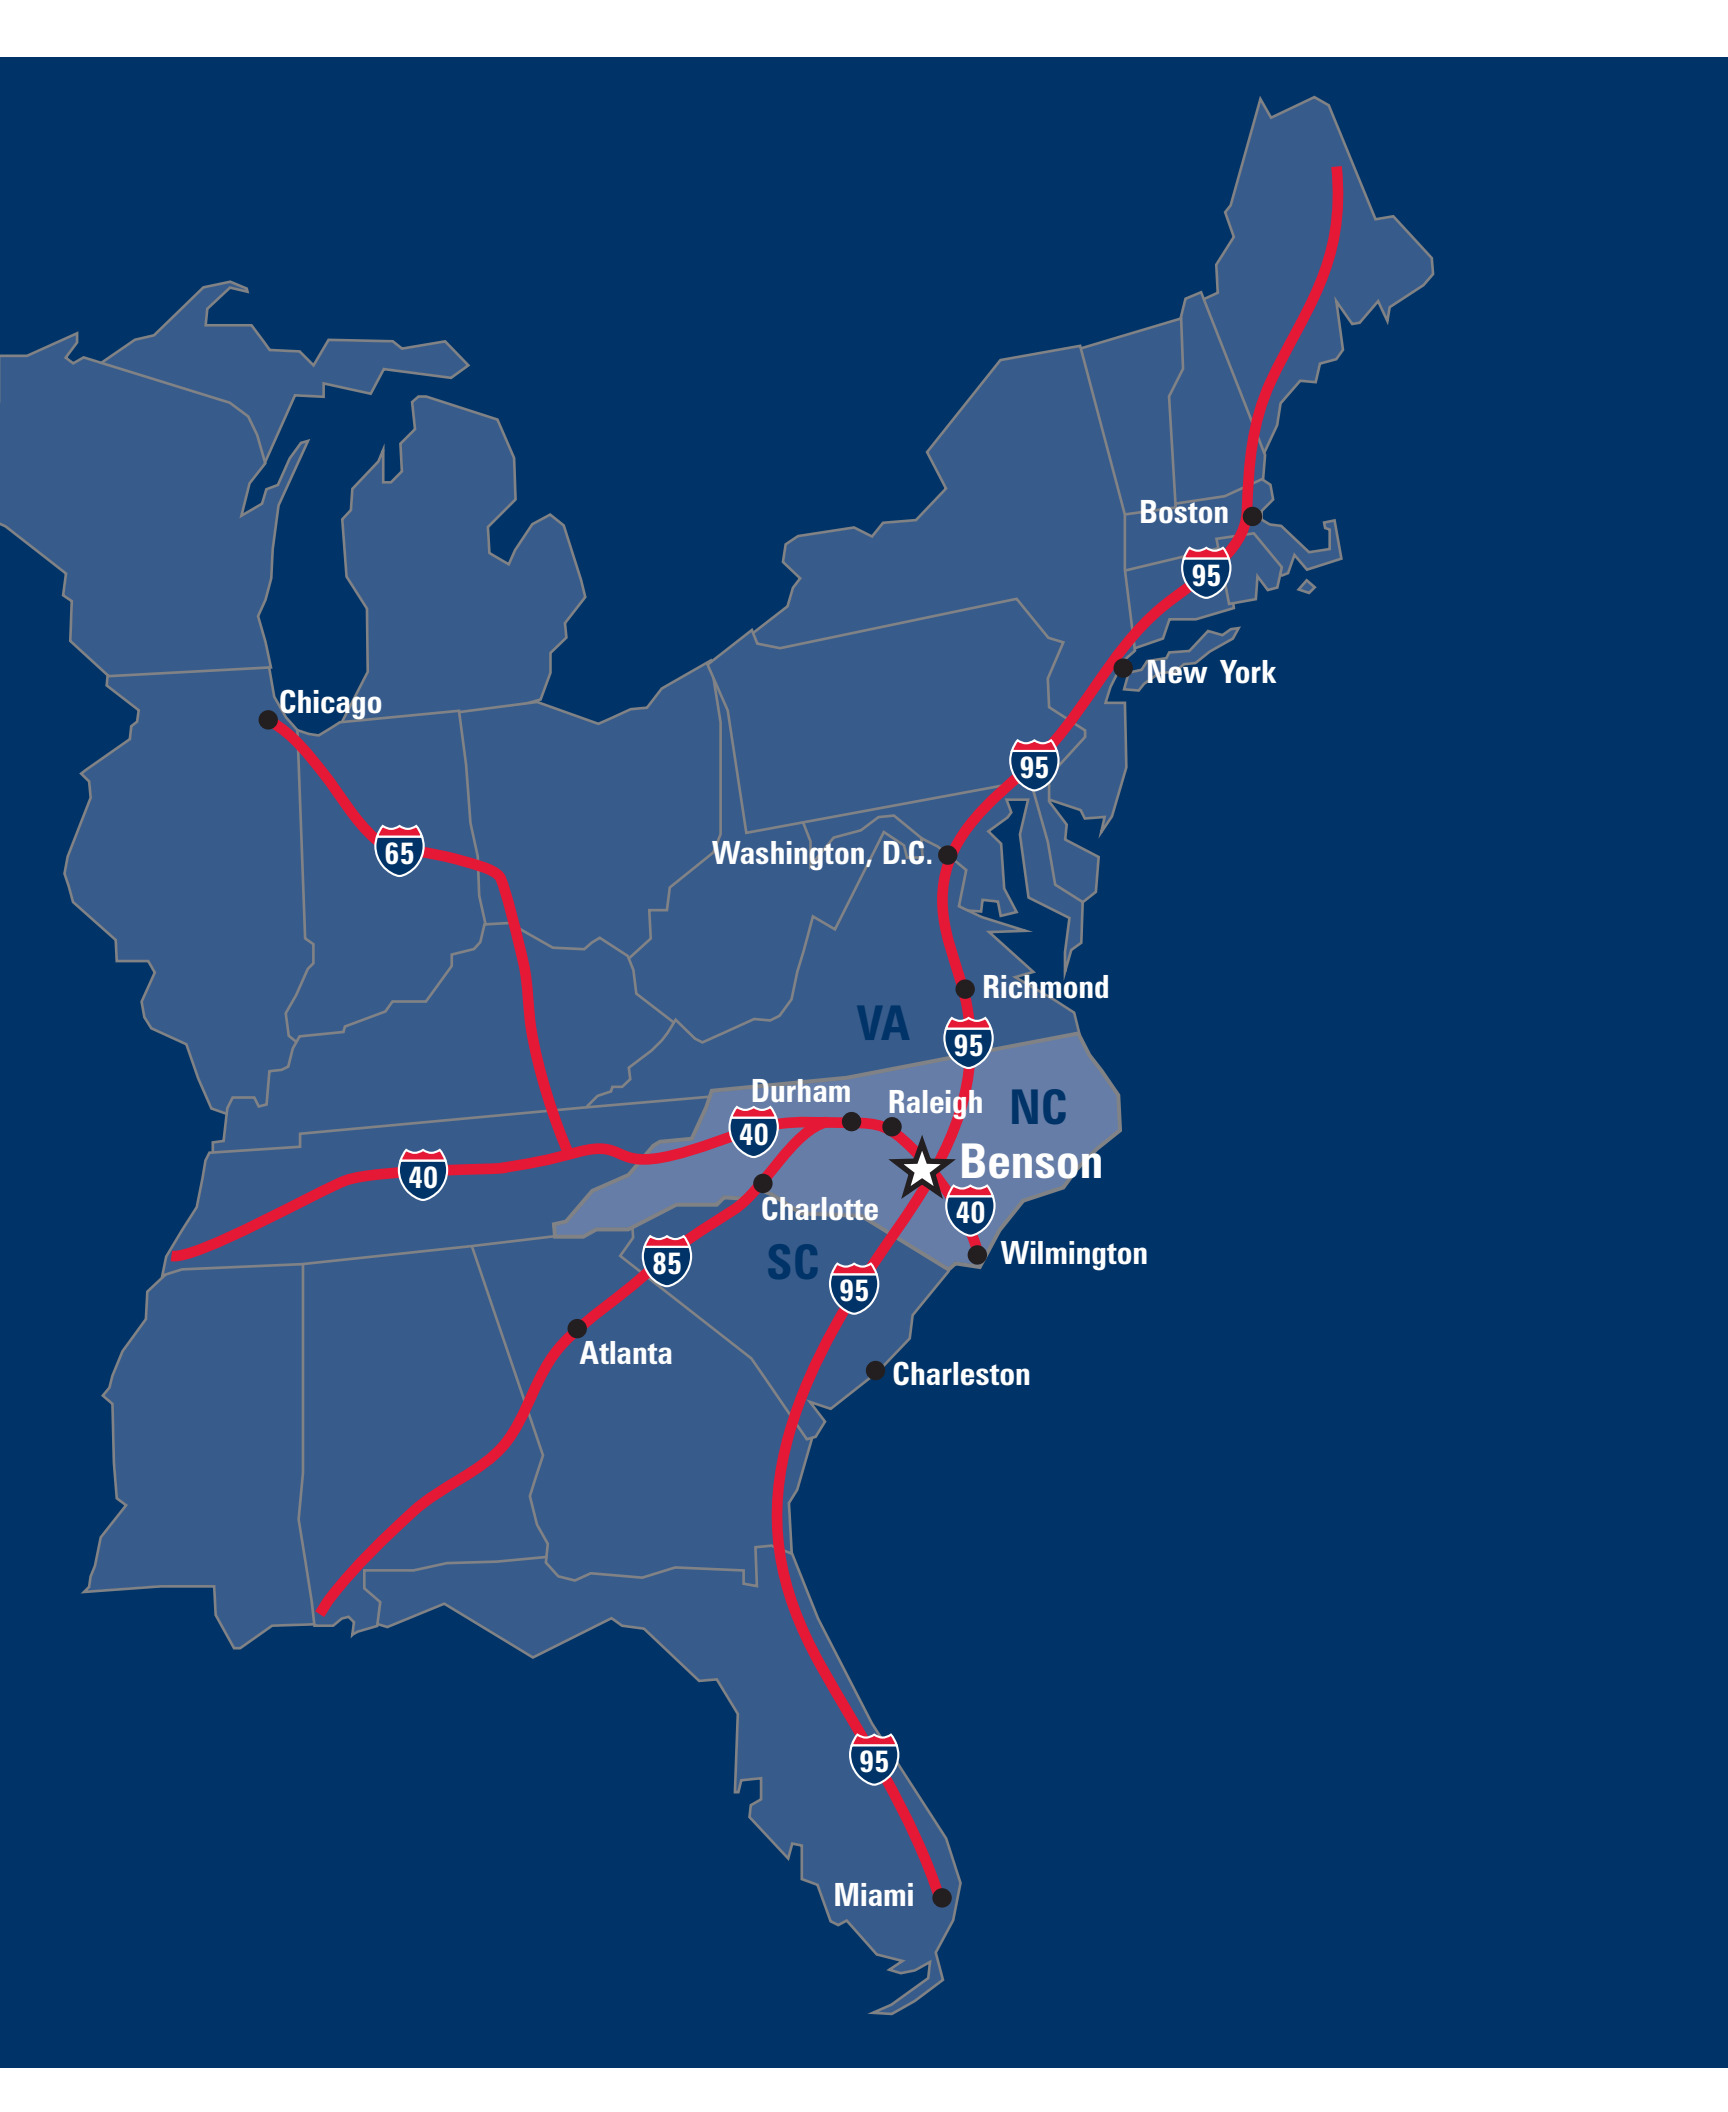 Boston
95
New York
Chicago
95
65
Washington, D.C.
Richmond
VA
95
Durham
Raleigh
NC
40
Benson
40
Charlotte
40
SC
Wilmington
85
95
Atlanta
Charleston
95
Miami